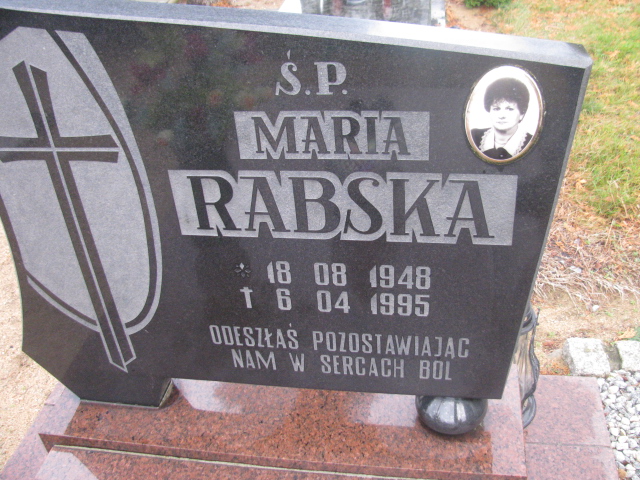 Ś.P.
MARIA
RABSKA
* 18 08 1948
† 6 04 1995
ODESZŁAŚ POZOSTAWIAJĄC
NAM W SERCACH BÓL